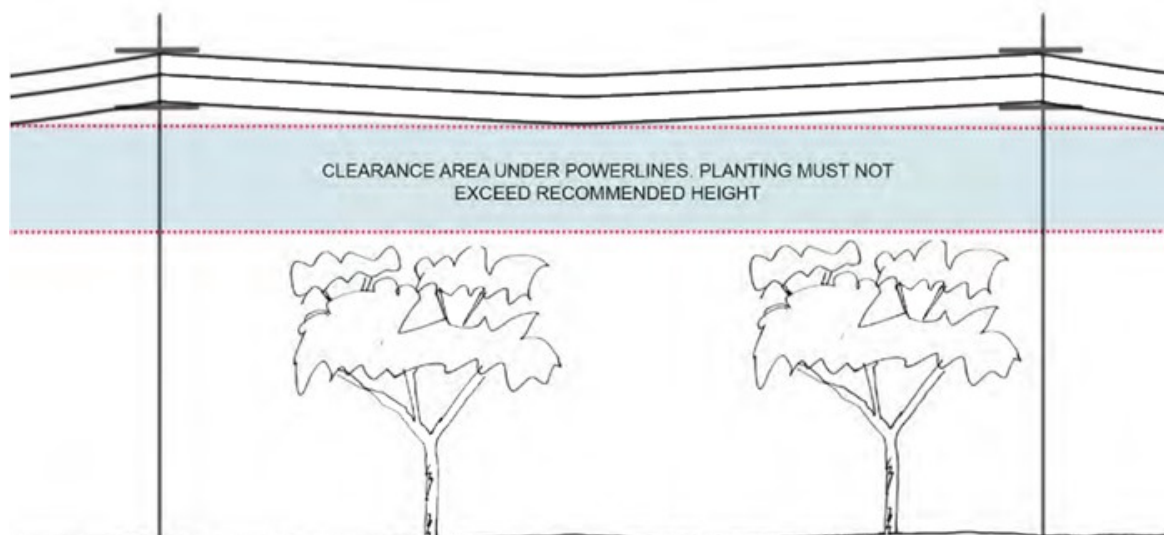 CLEARANCE AREA UNDER POWERLINES. PLANTING MUST NOT
EXCEED RECOMMENDED HEIGHT